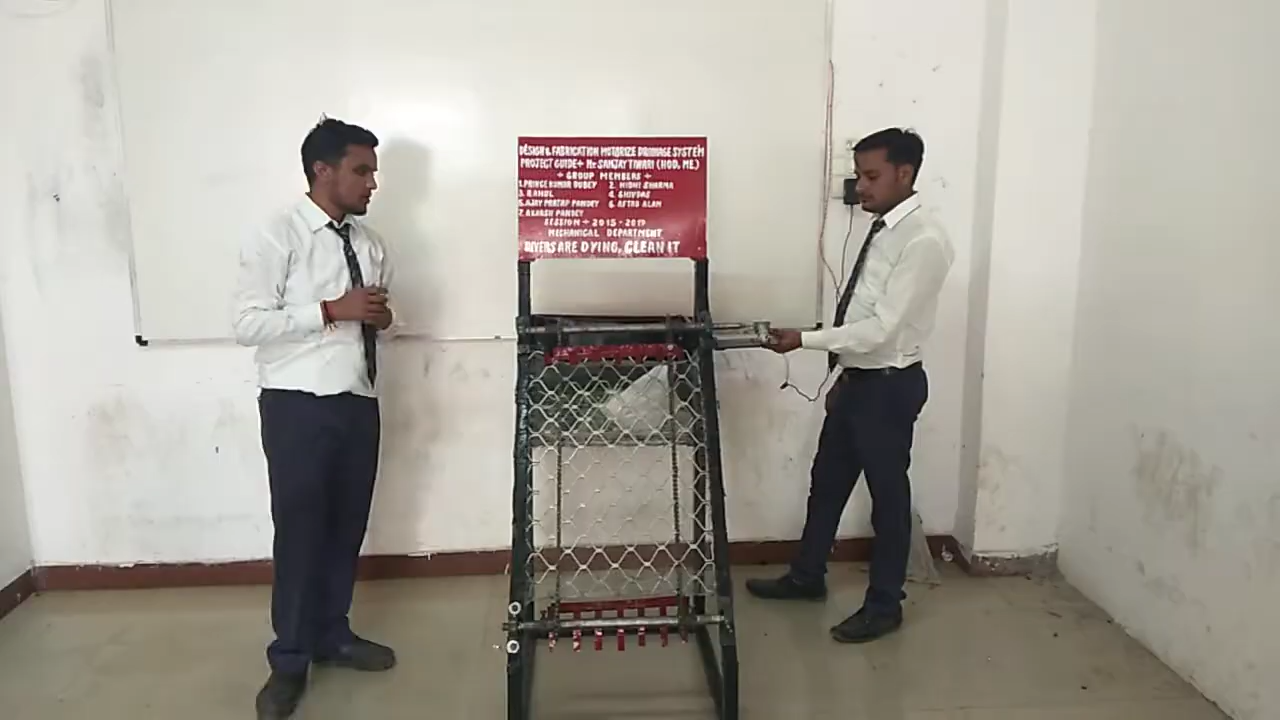 DESIGN & FABRICATION MOTORIZE DRAINAGE SYSTEM
PROJECT GUIDE÷ Mr SANJAY TIWARI (HOD, ME.)
÷ GROUP MEMBERS ÷
1.PRINCE KUMAR DUBEY 2. NIDHI SHARMA
3. RAHUL 4. SHIVDAS
5.AJAY PRATAP PANDEY 6. AFTAB ALAM
7.AKARSH PANDEY
SESSION ÷ 2015-2019
MECHANICAL DEPARTMENT
RIVERS ARE DYING, CLEAN IT